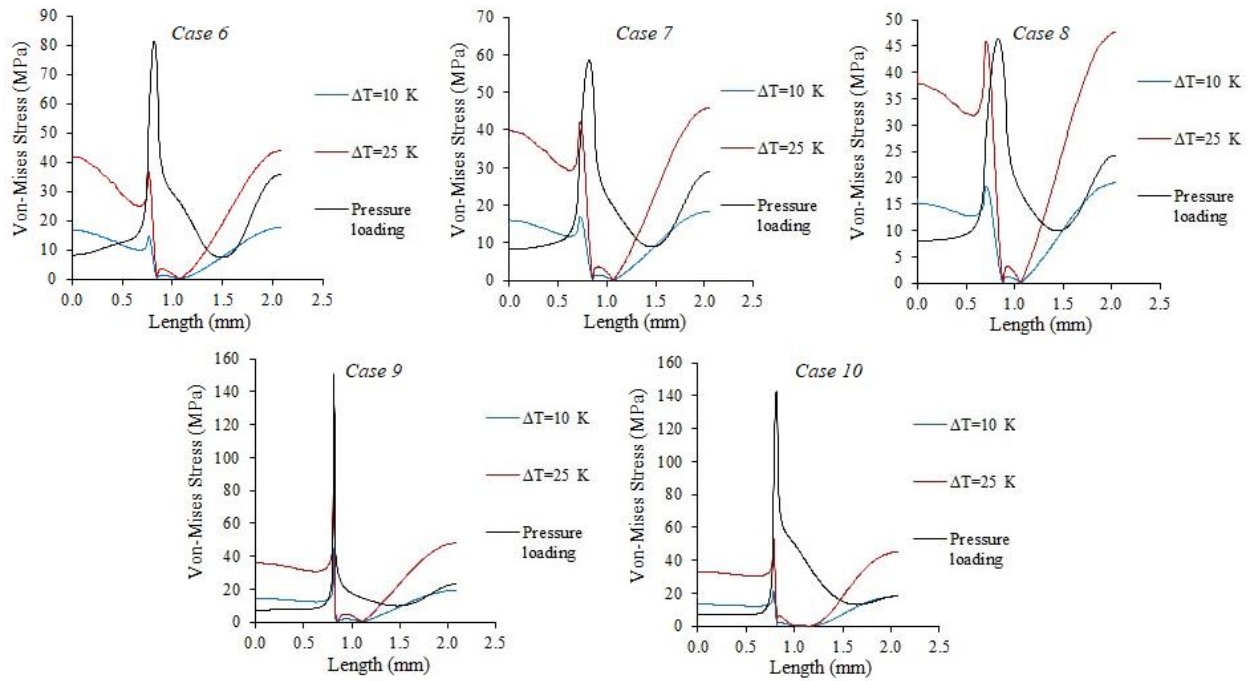 Case 6
Von-Mises Stress (MPa)
90
80
70
60
50
40
30
20
10
0
0.0 0.5 1.0 1.5 2.0 2.5
Length (mm)
ΔT=10 K
ΔT=25 K
Pressure
loading
Case 7
Von-Mises Stress (MPa)
70
60
50
40
30
20
10
0
0.0 0.5 1.0 1.5 2.0 2.5
Length (mm)
ΔT=10 K
ΔT=25 K
Pressure
loading
Case 8
Von-Mises Stress (MPa)
50
45
40
35
30
25
20
15
10
5
0
0.0 0.5 1.0 1.5 2.0 2.5
Length (mm)
ΔT=10 K
ΔT=25 K
Pressure
loading
Case 9
Von-Mises Stress (MPa)
160
140
120
100
80
60
40
20
0
0.0 0.5 1.0 1.5 2.0 2.5
Length (mm)
ΔT=10 K
ΔT=25 K
Pressure
loading
Case 10
Von-Mises Stress (MPa)
160
140
120
100
80
60
40
20
0
0.0 0.5 1.0 1.5 2.0 2.5
Length (mm)
ΔT=10 K
ΔT=25 K
Pressure
loading